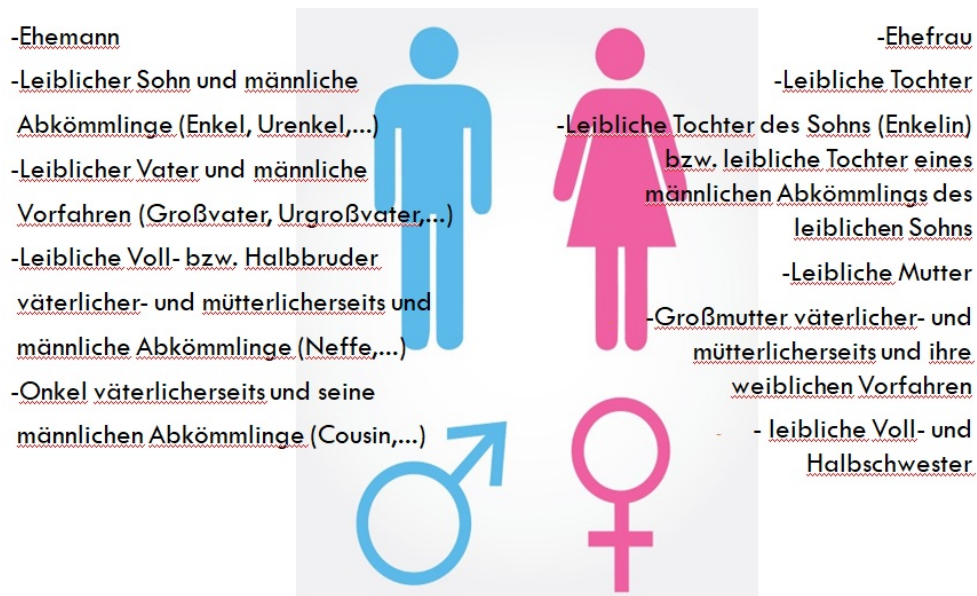 -Ehemann
-Leiblicher Sohn und männliche
Abkömmlinge (Enkel, Urenkel,...)
-Leiblicher Vater und männliche
Vorfahren (Großvater, Urgroßvater,...)
-Leibliche Voll- bzw. Halbbruder
väterlicher- und mütterlicherseits und
männliche Abkömmlinge (Neffe,...)
-Onkel väterlicherseits und seine
männlichen Abkömmlinge (Cousin,...)
-Ehefrau
-Leibliche Tochter
-Leibliche Tochter des Sohns (Enkelin)
bzw. leibliche Tochter eines
männlichen Abkömmlings des
leiblichen Sohns
-Leibliche Mutter
-Großmutter väterlicher- und
mütterlicherseits und ihre
weiblichen Vorfahren
- leibliche Voll- und
Halbschwester